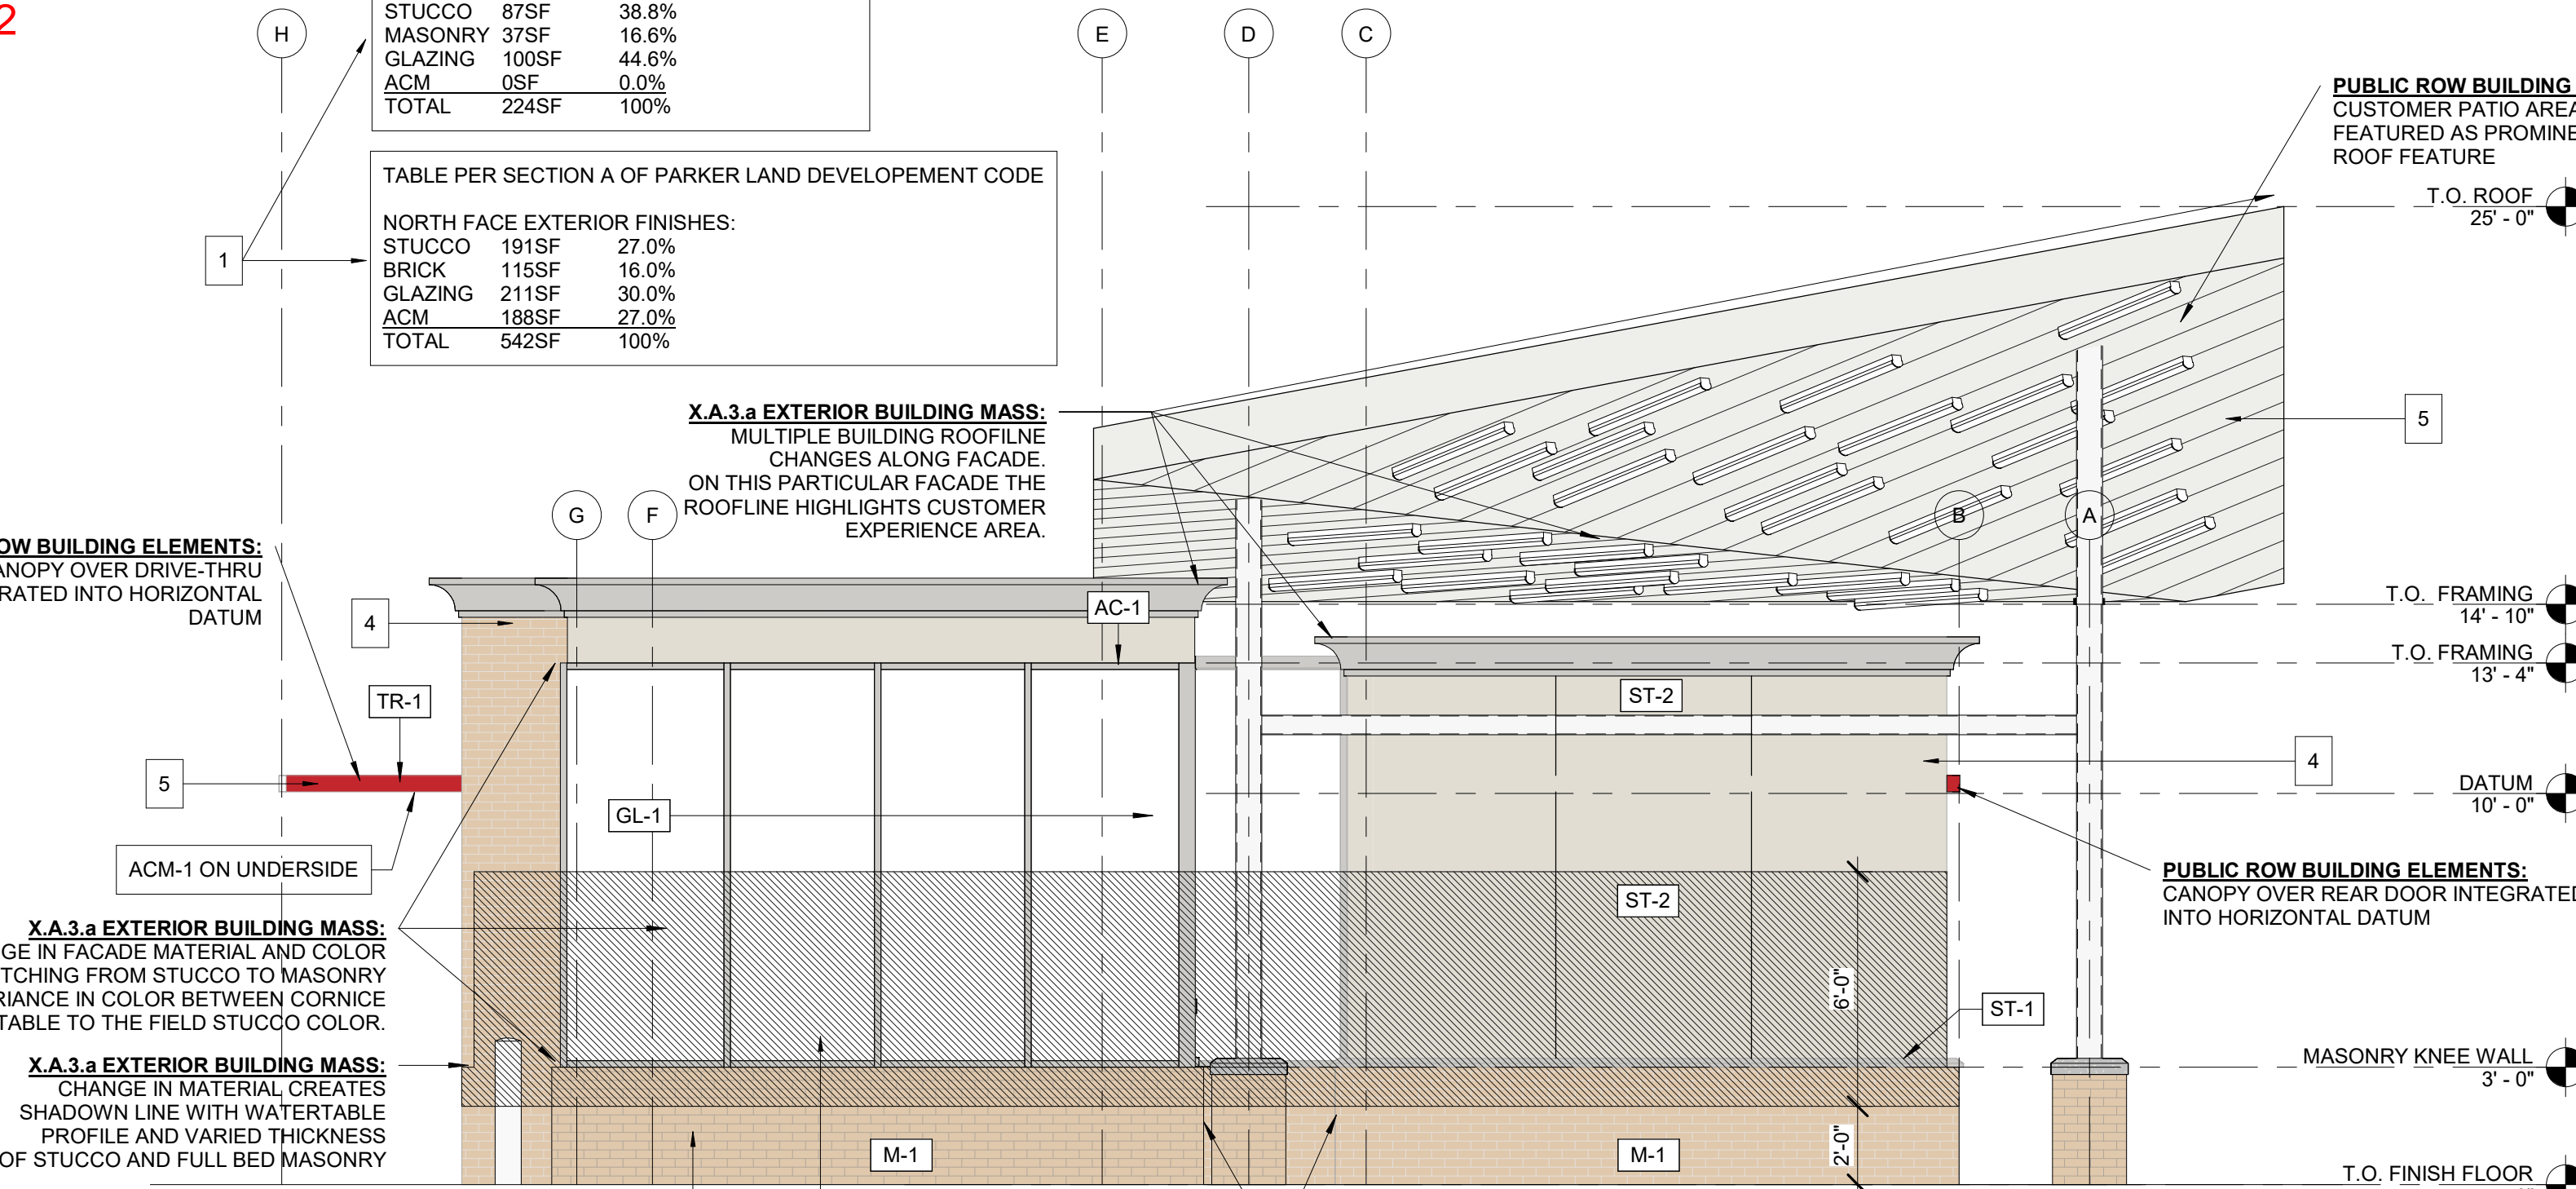 2
H
E
D
C
STUCCO 87SF 38.8%
MASONRY 37SF 16.6%
GLAZING 100SF 44.6%
ACM 0SF 0.0%
TOTAL 224SF 100%
PUBLIC ROW BUILDING
CUSTOMER PATIO AREA
FEATURED AS PROMINE
ROOF FEATURE
TABLE PER SECTION A OF PARKER LAND DEVELOPEMENT CODE
NORTH FACE EXTERIOR FINISHES:
STUCCO 191SF 27.0%
BRICK 115SF 16.0%
GLAZING 211SF 30.0%
ACM 188SF 27.0%
TOTAL 542SF 100%
1
T.O. ROOF
25' - 0"
X.A.3.a EXTERIOR BUILDING MASS:
MULTIPLE BUILDING ROOFILNE
CHANGES ALONG FACADE.
ON THIS PARTICULAR FACADE THE
ROOFLINE HIGHLIGHTS CUSTOMER
EXPERIENCE AREA.
5
G
F
B
A
OW BUILDING ELEMENTS:
ANOPY OVER DRIVE-THRU
RATED INTO HORIZONTAL
DATUM
4
AC-1
T.O. FRAMING
14' - 10"
T.O. FRAMING
13' - 4"
TR-1
ST-2
5
4
GL-1
DATUM
10' - 0"
ACM-1 ON UNDERSIDE
ST-2
PUBLIC ROW BUILDING ELEMENTS:
CANOPY OVER REAR DOOR INTEGRATED
INTO HORIZONTAL DATUM
X.A.3.a EXTERIOR BUILDING MASS:
GE IN FACADE MATERIAL AND COLOR
TCHING FROM STUCCO TO MASONRY
RIANCE IN COLOR BETWEEN CORNICE
TABLE TO THE FIELD STUCCO COLOR.
6'-0"
ST-1
X.A.3.a EXTERIOR BUILDING MASS:
CHANGE IN MATERIAL CREATES
SHADOWN LINE WITH WATERTABLE
PROFILE AND VARIED THICKNESS
OF STUCCO AND FULL BED MASONRY
MASONRY KNEE WALL
3' - 0"
M-1
M-1
2'-0"
T.O. FINISH FLOOR